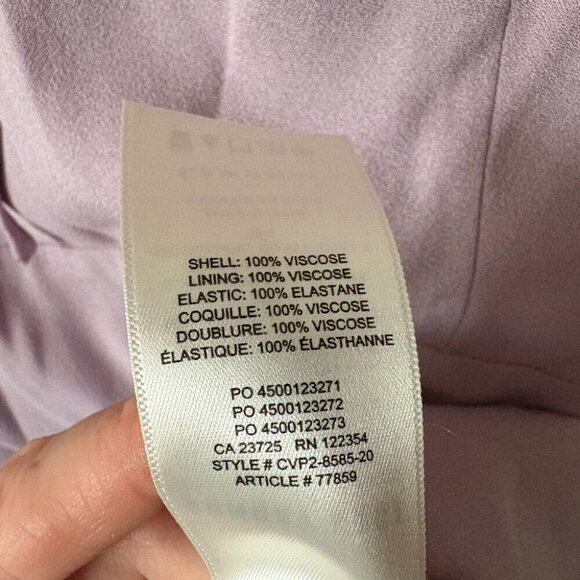 SHELL: 100% VISCOSE
LINING: 100% VISCOSE
ELASTIC: 100% ELASTANE
COQUILLE: 100% VISCOSE
DOUBLURE: 100% VISCOSE
ÉLASTIQUE: 100% ÉLASTHANNE
PO 4500123271
PO 4500123272
PO 4500123273
CA 23725 RN 122354
STYLE # CVP2-8585-20
ARTICLE # 77859